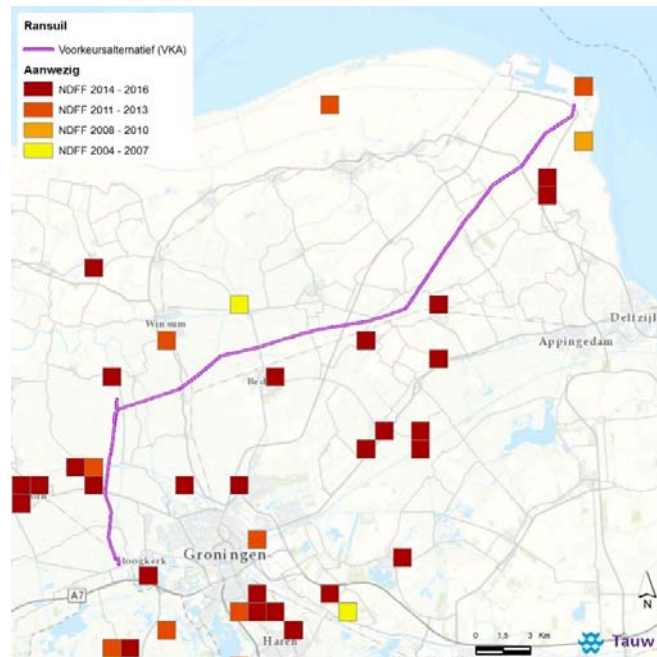 Ransuil
Voorkeursalternatief (VKA)
Aanwezig
NDFF 2014 - 2016
NDFF 2011 - 2013
NDFF 2008 - 2010
NDFF 2004 - 2007
Winsum
Bed
Delfzijl
Appingedam
Hoogkerk
Groningen
A7
Haren
N
0 1.5 3 Km
Tauw